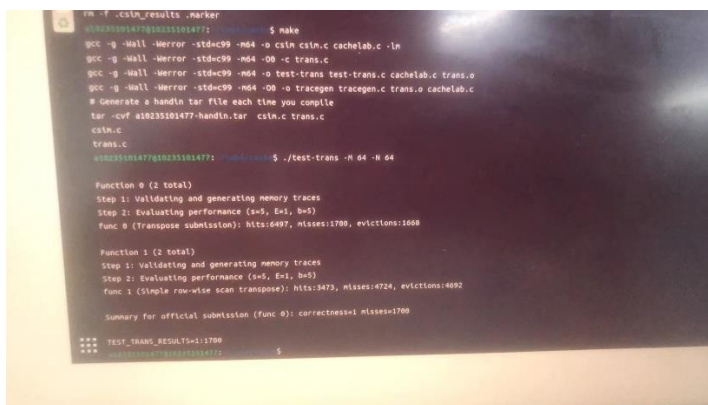 rm -f .csim_results .marker
a10235101477@10235101477: $ make
gcc -g -Wall -Werror -std=c99 -m64 -o csim csim.c cachelab.c -lm
gcc -g -Wall -Werror -std=c99 -m64 -O0 -c trans.c
gcc -g -Wall -Werror -std=c99 -m64 -o test-trans test-trans.c cachelab.c trans.o
gcc -g -Wall -Werror -std=c99 -m64 -O0 -o tracegen tracegen.c trans.o cachelab.c
# Generate a handin tar file each time you compile
tar -cvf a10235101477-handin.tar csim.c trans.c
csim.c
trans.c
a10235101477@10235101477: $ ./test-trans -M 64 -N 64
Function 0 (2 total)
Step 1: Validating and generating memory traces
Step 2: Evaluating performance (s=5, E=1, b=5)
func 0 (Transpose submission): hits:6497, misses:1700, evictions:1668
Function 1 (2 total)
Step 1: Validating and generating memory traces
Step 2: Evaluating performance (s=5, E=1, b=5)
func 1 (Simple row-wise scan transpose): hits:3473, misses:4724, evictions:4692
Summary for official submission (func 0): correctness=1 misses=1700
TEST_TRANS_RESULTS=1:1700
a10235101477@10235101477: $